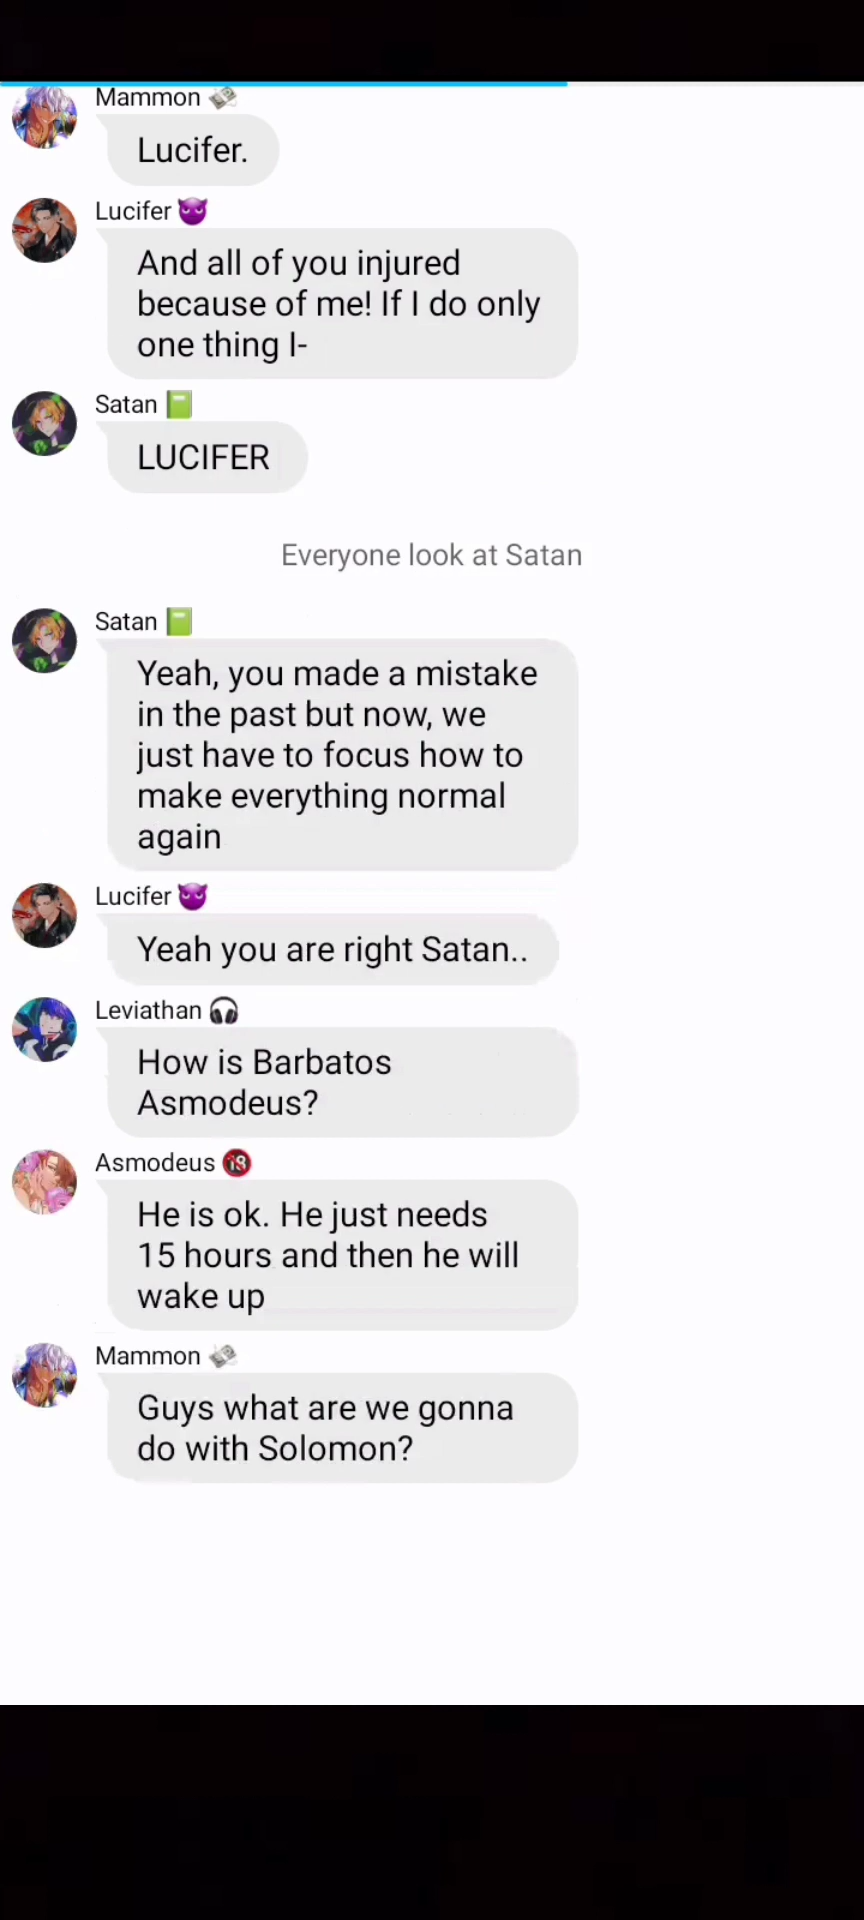 Mammon 💸
Lucifer.
Lucifer 😈
And all of you injured
because of me! If I do only
one thing I-
Satan 📗
LUCIFER
Everyone look at Satan
Satan 📗
Yeah, you made a mistake
in the past but now, we
just have to focus how to
make everything normal
again
Lucifer 😈
Yeah you are right Satan..
Leviathan 🎧
How is Barbatos
Asmodeus?
Asmodeus 🔞
He is ok. He just needs
15 hours and then he will
wake up
Mammon 💸
Guys what are we gonna
do with Solomon?